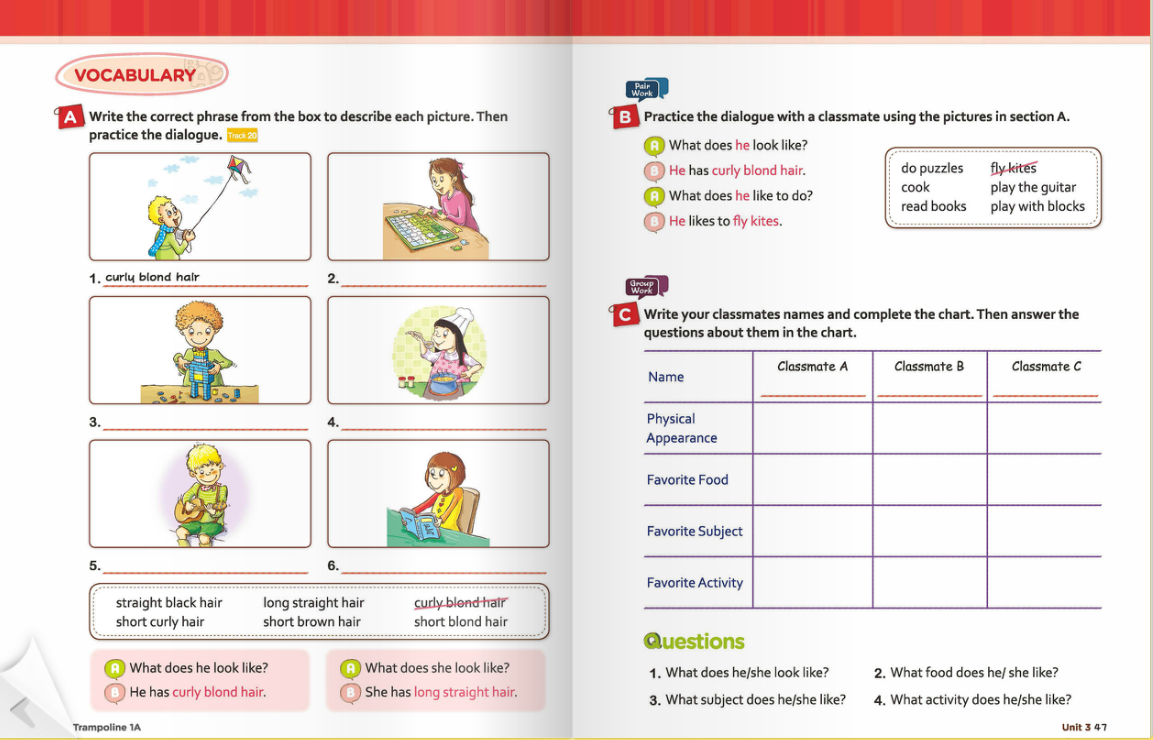 VOCABULARY
A Write the correct phrase from the box to describe each picture. Then
practice the dialogue. Track 20
1. curly blond hair
2.
3.
4.
5.
6.
straight black hair long straight hair curly blond hair
short curly hair short brown hair short blond hair
A What does he look like?
B He has curly blond hair.
A What does she look like?
B She has long straight hair.
Trampoline 1A
Pair
Work
B Practice the dialogue with a classmate using the pictures in section A.
A What does he look like?
B He has curly blond hair.
A What does he like to do?
B He likes to fly kites.
do puzzles fly kites
cook play the guitar
read books play with blocks
Group
Work
C Write your classmates names and complete the chart. Then answer the
questions about them in the chart.
Name Classmate A Classmate B Classmate C
Physical
Appearance
Favorite Food
Favorite Subject
Favorite Activity
Questions
1. What does he/she look like? 2. What food does he/ she like?
3. What subject does he/she like? 4. What activity does he/she like?
Unit 3 47